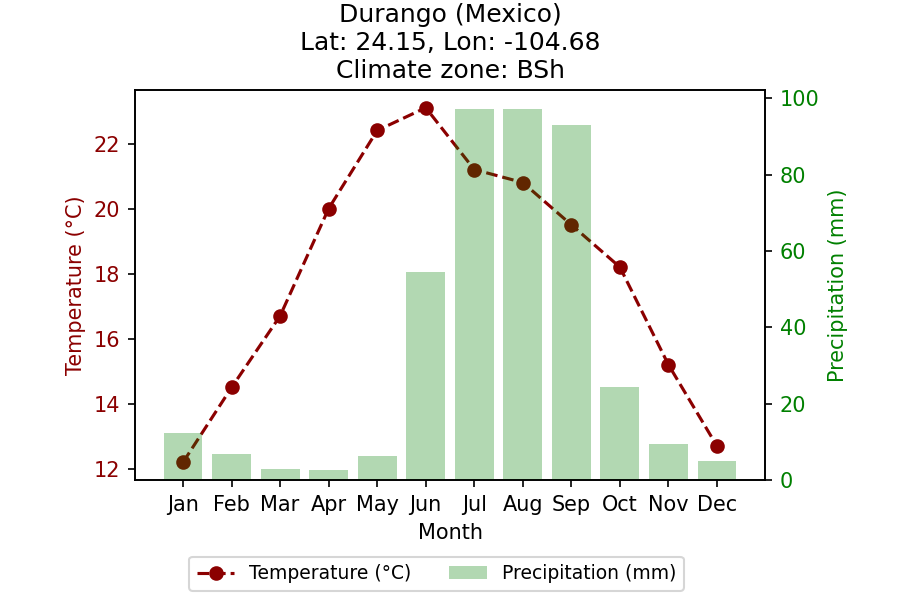 Durango (Mexico)
Lat: 24.15, Lon: -104.68
Climate zone: BSh
Temperature (°C)
22
20
18
16
14
12
100
80
60
40
20
0
Precipitation (mm)
Jan Feb Mar Apr May Jun Jul Aug Sep Oct Nov Dec
Month
Temperature (°C) Precipitation (mm)